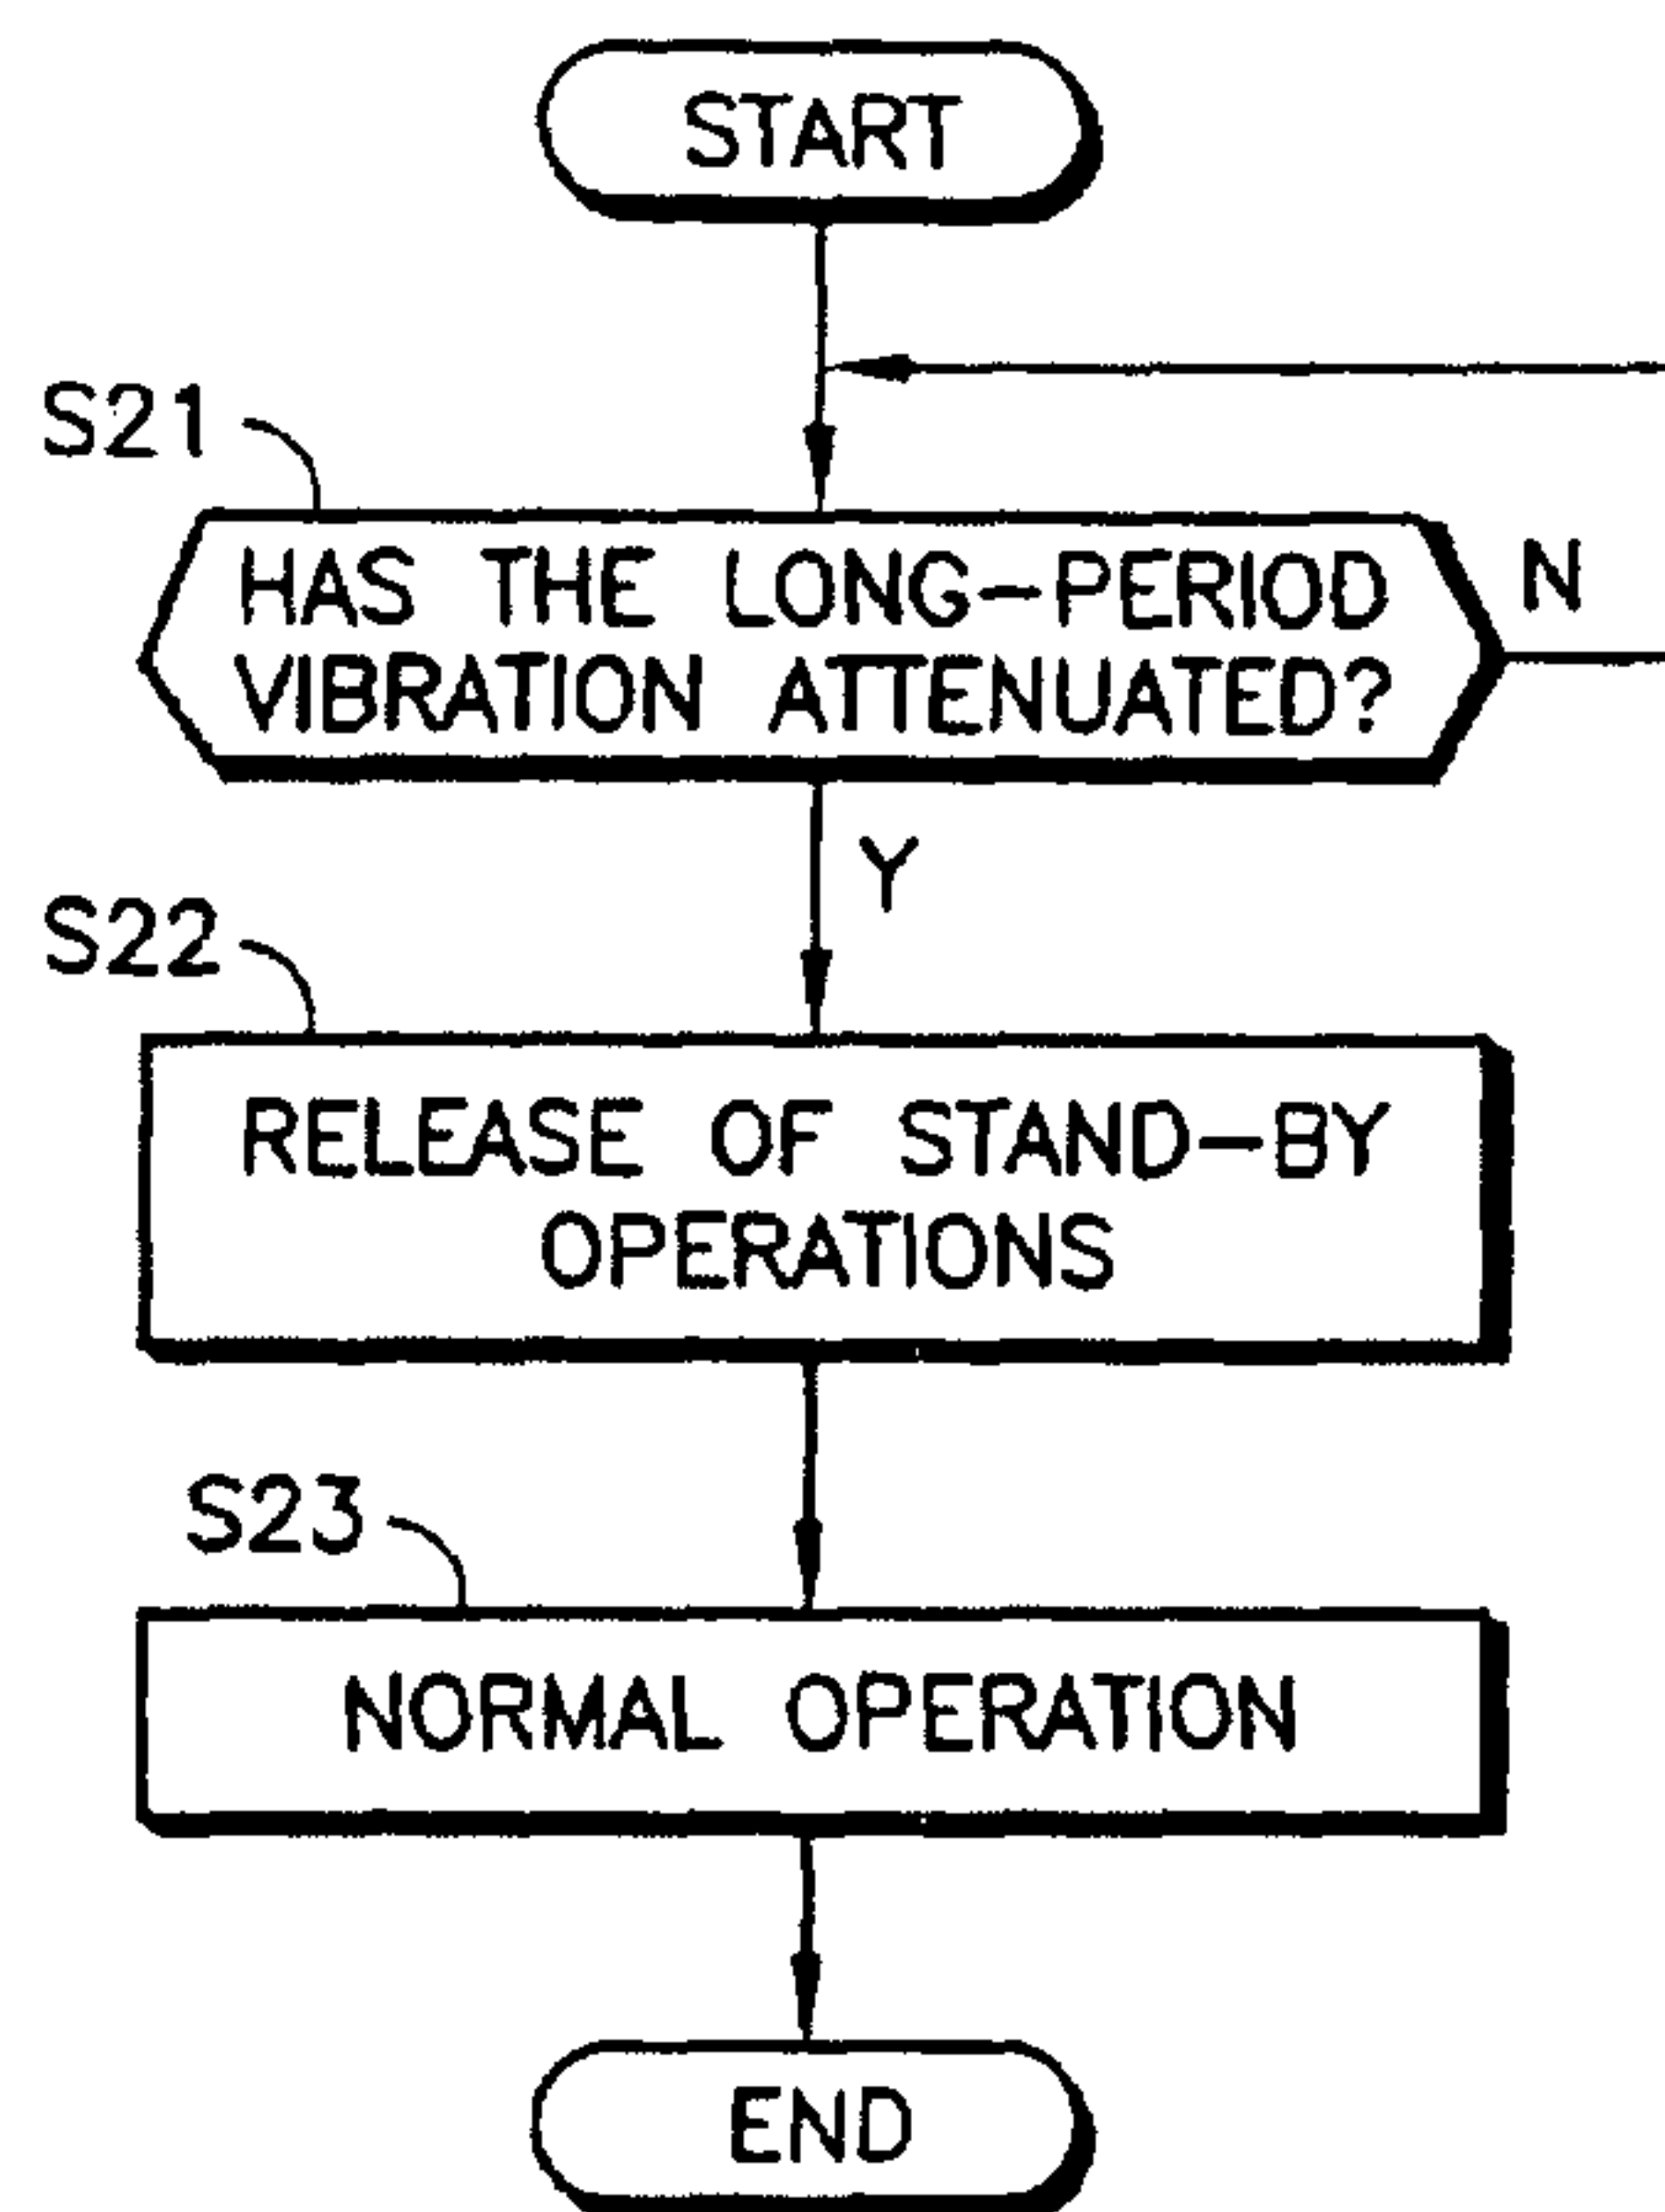 START
S21
HAS THE LONG-PERIOD
VIBRATION ATTENUATED?
N
Y
S22
RELEASE OF STAND-BY
OPERATIONS
S23
NORMAL OPERATION
END